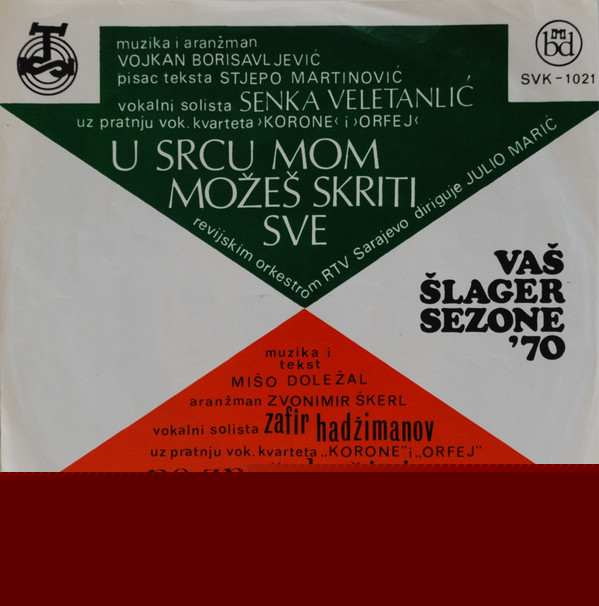 muzika i aranžman
VOJKAN BORISAVLJEVIĆ
pisac teksta STJEPO MARTINOVIĆ
vokalni solista SENKA VELETANLIĆ
uz pratnju vok. kvarteta ›KORONE‹ i ›ORFEJ‹
U SRCU MOM
MOŽEŠ SKRITI
SVE
revijskim orkestrom RTV Sarajevo diriguje JULIO MARIĆ
bd
SVK-1021
VAŠ
ŠLAGER
SEZONE
'70
muzika i
tekst
MIŠO DOLEŽAL
aranžman ZVONIMIR ŠKERL
vokalni solista zafir hadžimanov
uz pratnju vok. kvarteta „KORONE” i „ORFEJ”